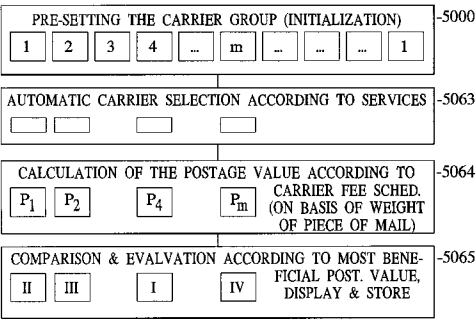 PRE-SETTING THE CARRIER GROUP (INITIALIZATION)
-5000
1 2 3 4 ... m ... ... ... 1
AUTOMATIC CARRIER SELECTION ACCORDING TO SERVICES
-5063
CALCULATION OF THE POSTAGE VALUE ACCORDING TO
-5064
CARRIER FEE SCHED.
P1 P2 P4 Pm
(ON BASIS OF WEIGHT
OF PIECE OF MAIL)
COMPARISON & EVALVATION ACCORDING TO MOST BENE-
-5065
FICIAL POST. VALUE,
II III I IV
DISPLAY & STORE